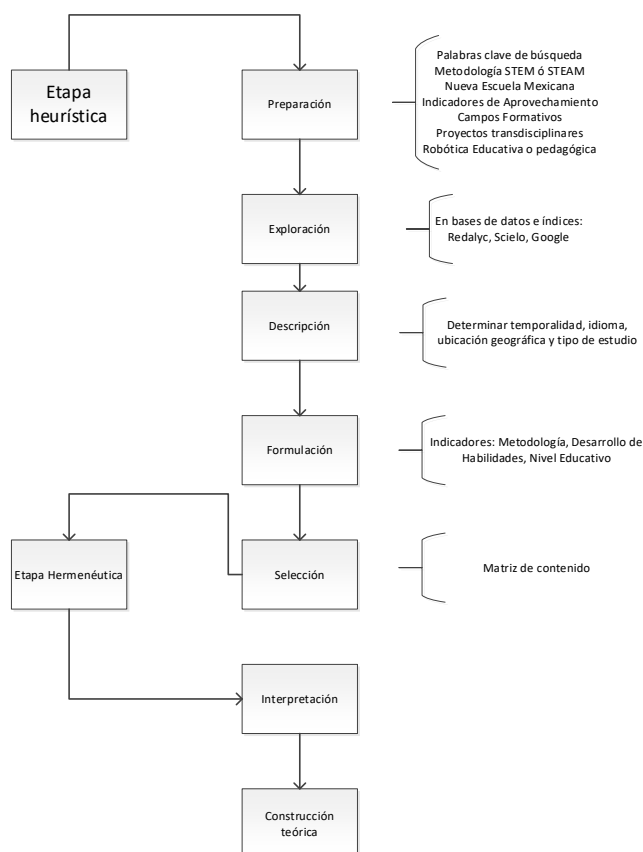 Etapa
heurística
Preparación
Palabras clave de búsqueda
Metodología STEM ó STEAM
Nueva Escuela Mexicana
Indicadores de Aprovechamiento
Campos Formativos
Proyectos transdisciplinares
Robótica Educativa o pedagógica
Exploración
En bases de datos e índices:
Redalyc, Scielo, Google
Descripción
Determinar temporalidad, idioma,
ubicación geográfica y tipo de estudio
Formulación
Indicadores: Metodología, Desarrollo de
Habilidades, Nivel Educativo
Etapa Hermenéutica
Selección
Matriz de contenido
Interpretación
Construcción
teórica